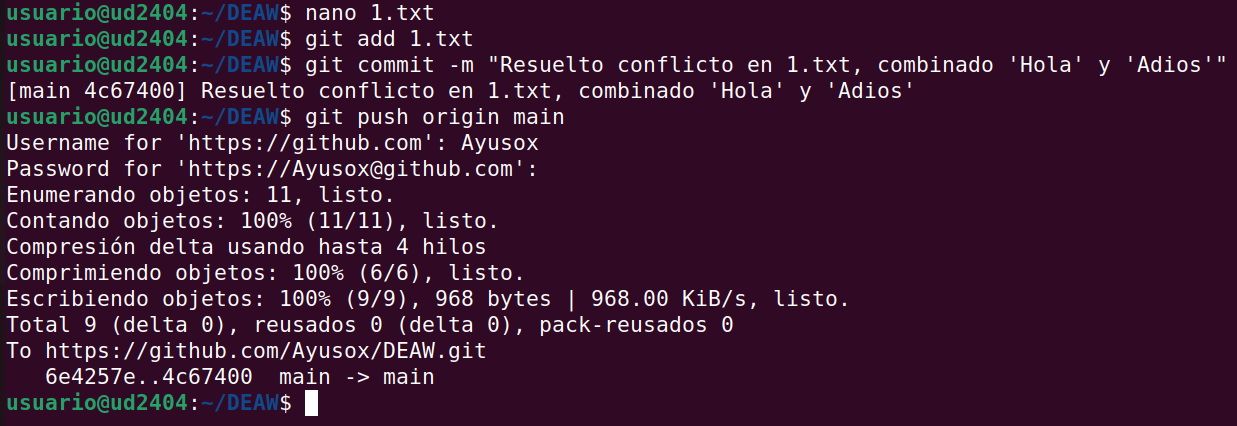 usuario@ud2404:~/DEAW$ nano 1.txt
usuario@ud2404:~/DEAW$ git add 1.txt
usuario@ud2404:~/DEAW$ git commit -m "Resuelto conflicto en 1.txt, combinado 'Hola' y 'Adios'"
[main 4c67400] Resuelto conflicto en 1.txt, combinado 'Hola' y 'Adios'
usuario@ud2404:~/DEAW$ git push origin main
Username for 'https://github.com': Ayusox
Password for 'https://Ayusox@github.com':
Enumerando objetos: 11, listo.
Contando objetos: 100% (11/11), listo.
Compresión delta usando hasta 4 hilos
Comprimiendo objetos: 100% (6/6), listo.
Escribiendo objetos: 100% (9/9), 968 bytes | 968.00 KiB/s, listo.
Total 9 (delta 0), reusados 0 (delta 0), pack-reusados 0
To https://github.com/Ayusox/DEAW.git
   6e4257e..4c67400  main -> main
usuario@ud2404:~/DEAW$